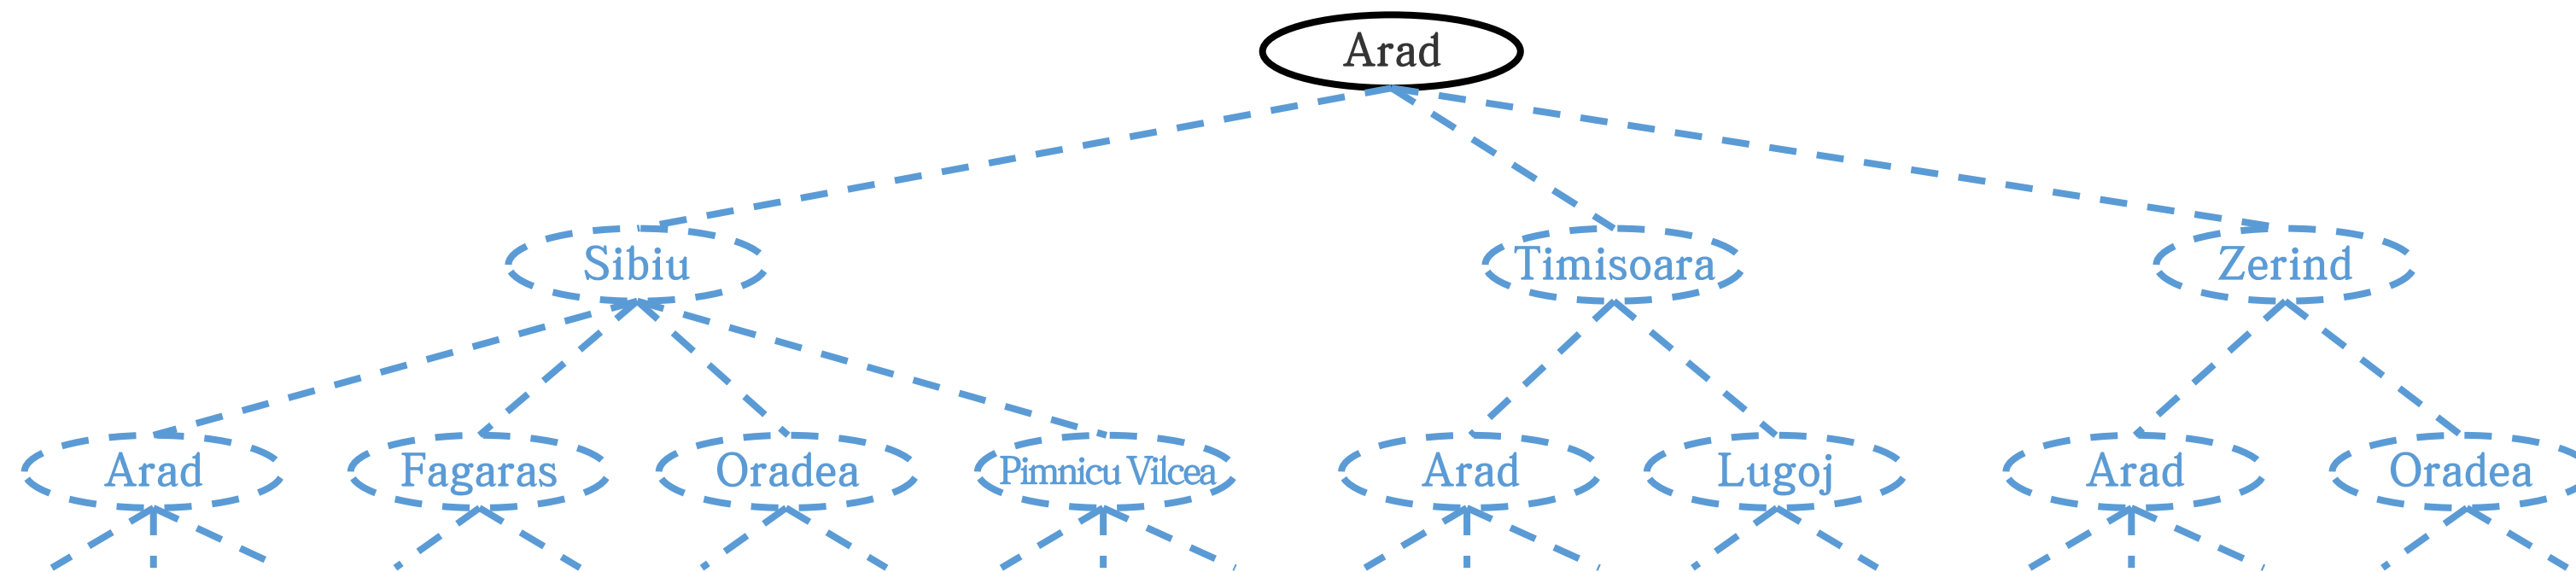 Arad
Sibiu
Timisoara
Zerind
Arad
Fagaras
Oradea
Pimnicu Vilcea
Arad
Lugoj
Arad
Oradea